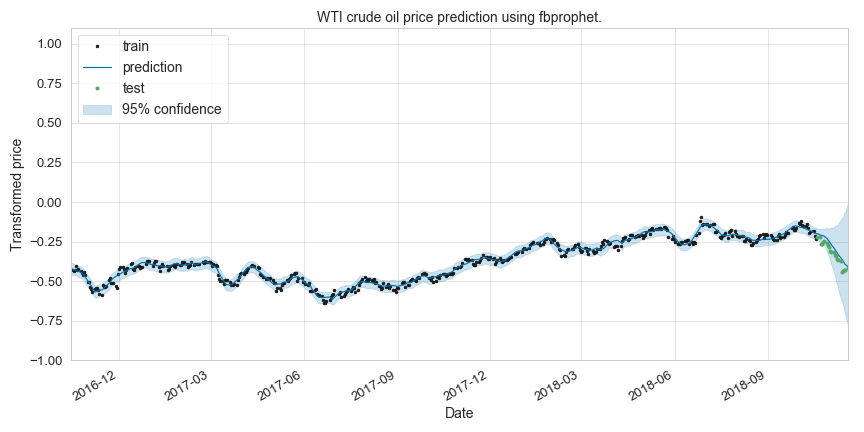 WTI crude oil price prediction using fbprophet.
train
prediction
test
95% confidence
1.00
0.75
0.50
0.25
0.00
−0.25
−0.50
−0.75
−1.00
Transformed price
2016-12
2017-03
2017-06
2017-09
2017-12
2018-03
2018-06
2018-09
Date